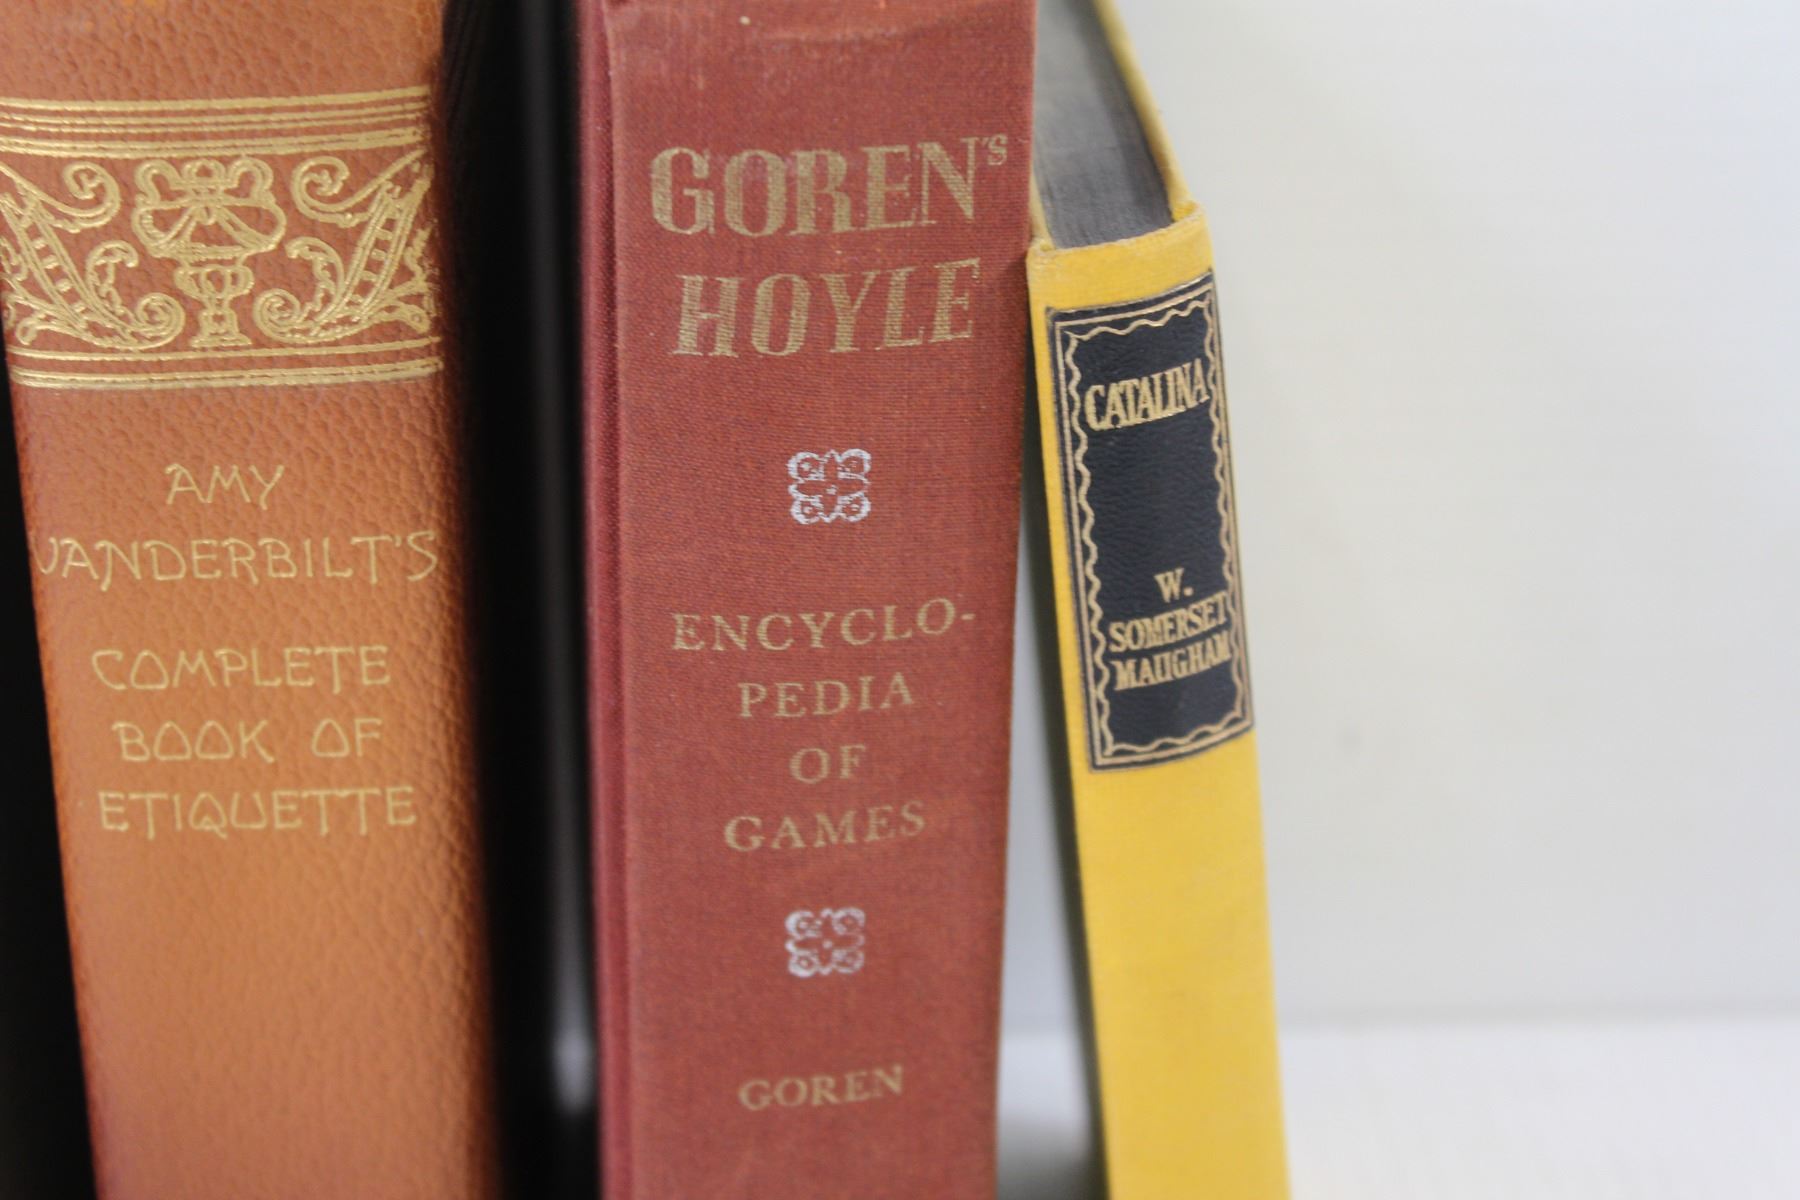 AMY
VANDERBILT'S
COMPLETE
BOOK OF
ETIQUETTE
GOREN'S
HOYLE
ENCYCLO-
PEDIA
OF
GAMES
GOREN
CATALINA
W.
SOMERSET
MAUGHAM